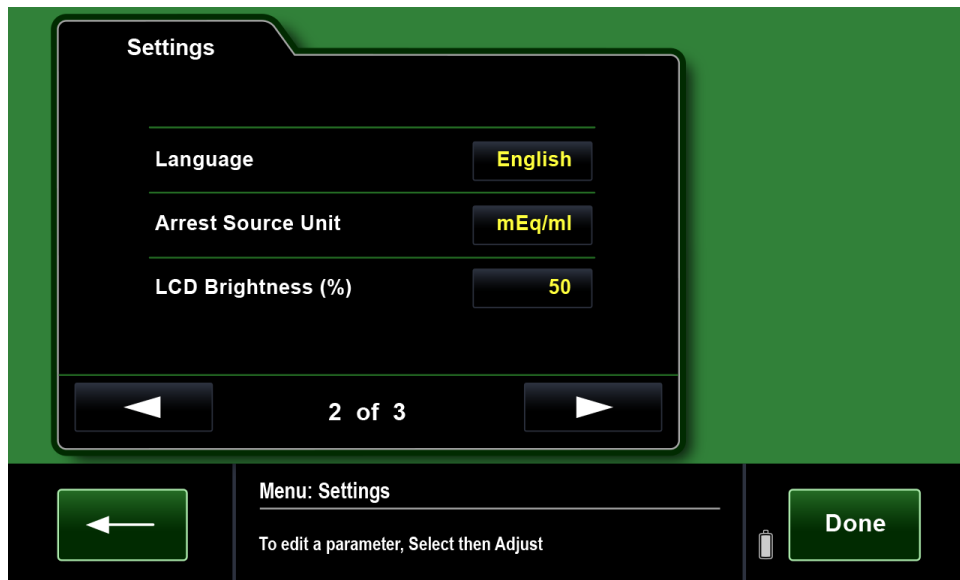 Settings
Language English
Arrest Source Unit mEq/ml
LCD Brightness (%) 50
2 of 3
Menu: Settings
To edit a parameter, Select then Adjust
Done